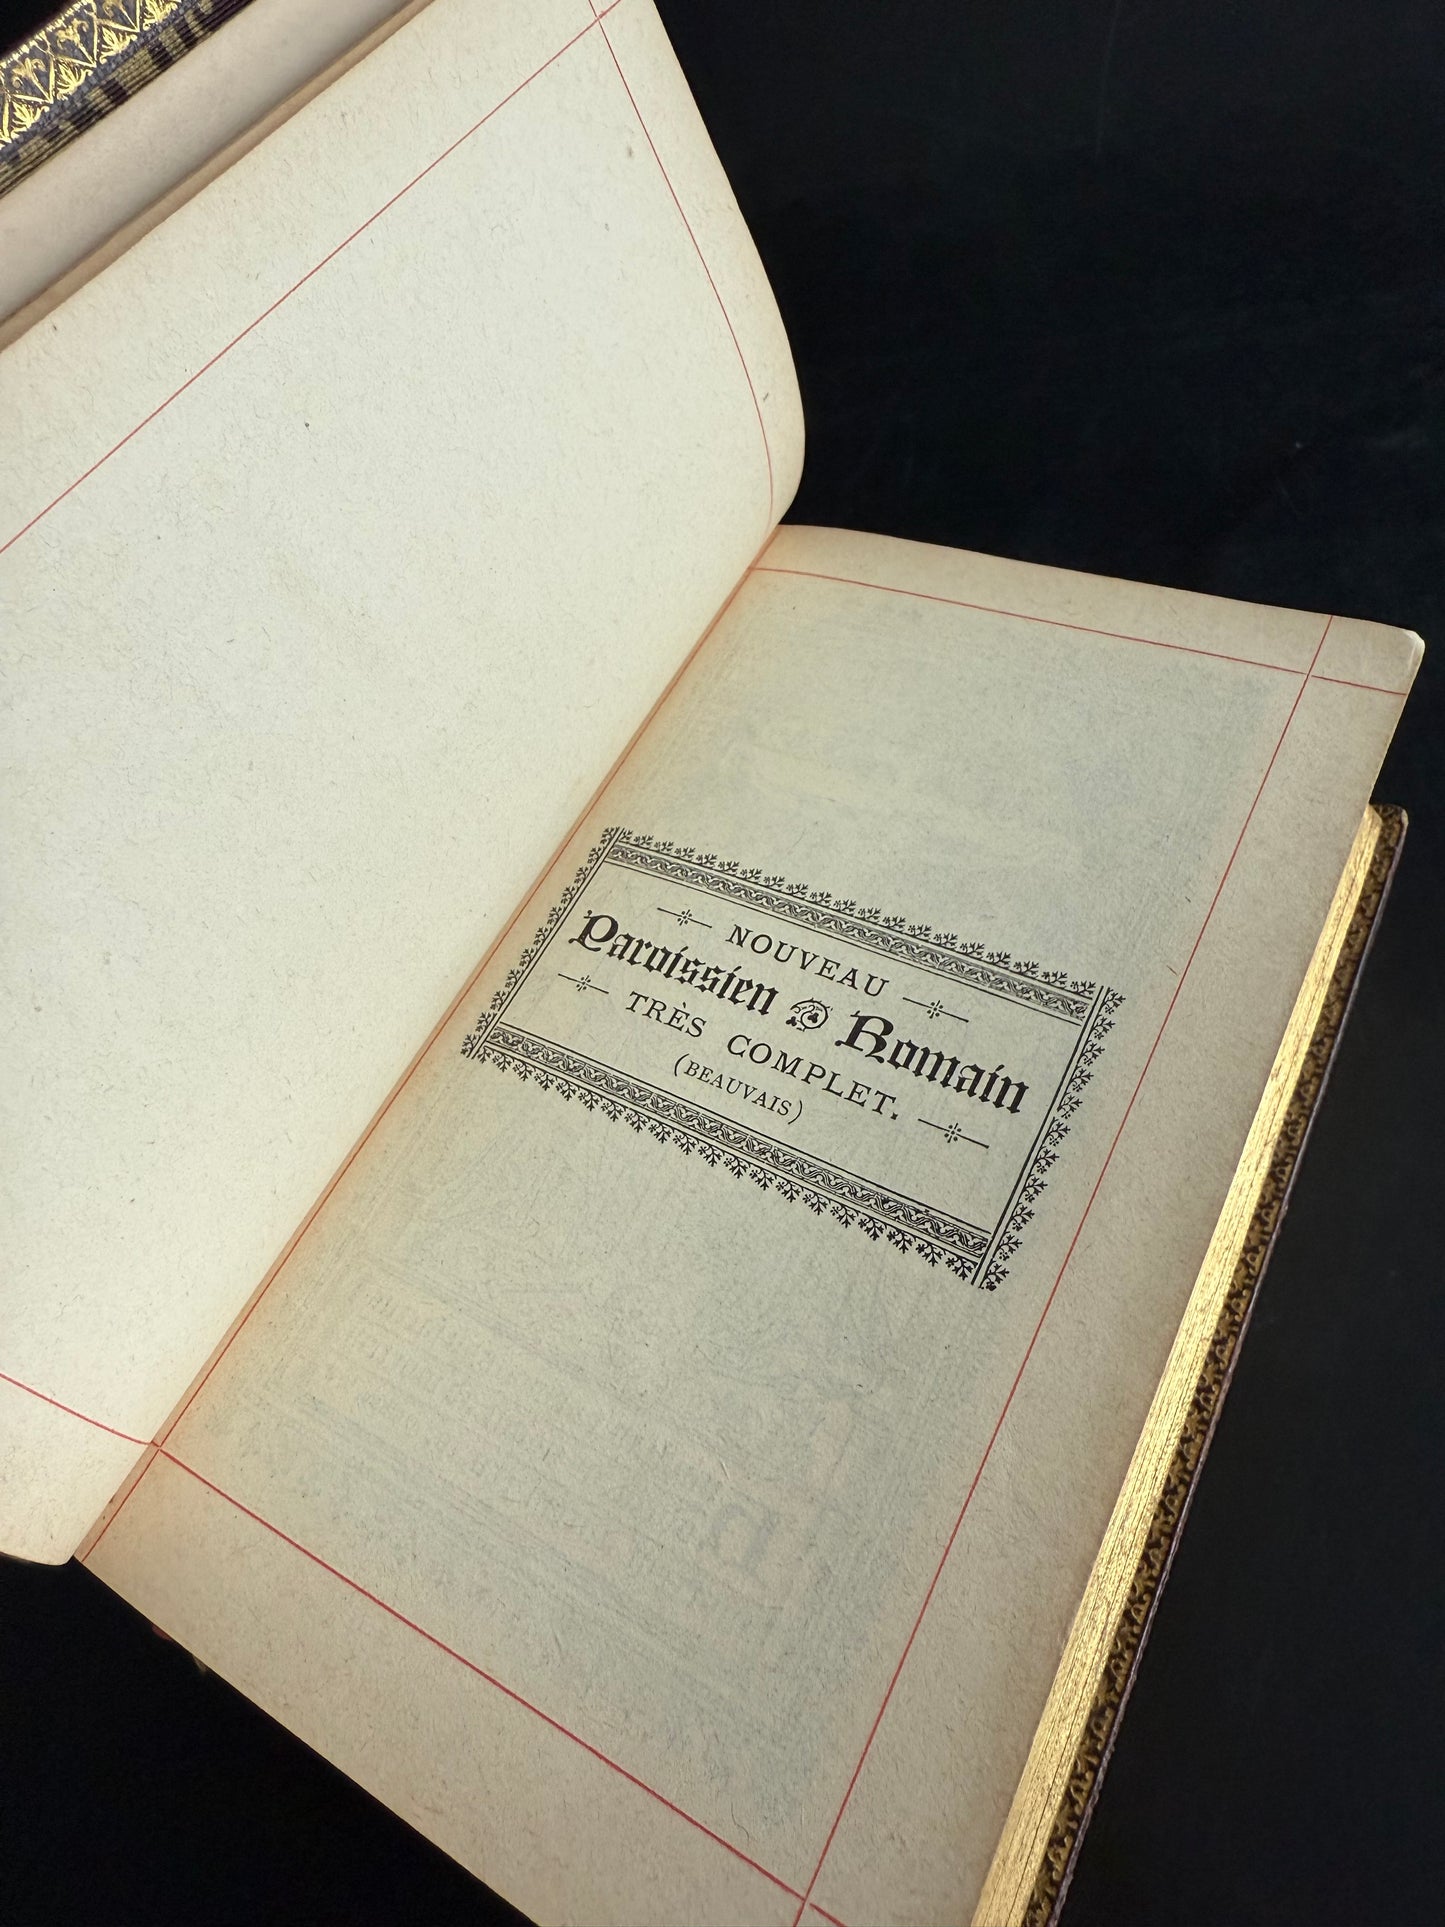 NOUVEAU
Paroissien Romain
TRÈS COMPLET.
(BEAUVAIS)